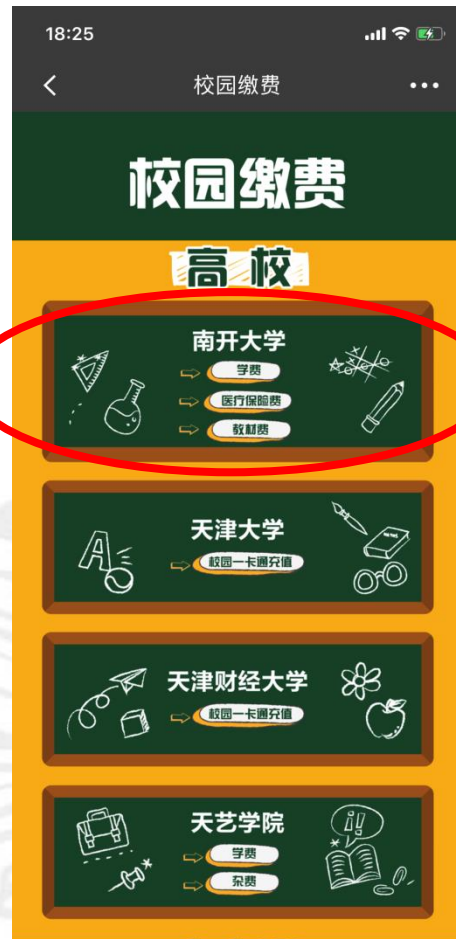 18:25
校园缴费
校园缴费
高校
南开大学
学费
医疗保险费
教材费
天津大学
校园一卡通充值
天津财经大学
校园一卡通充值
天艺学院
学费
杂费